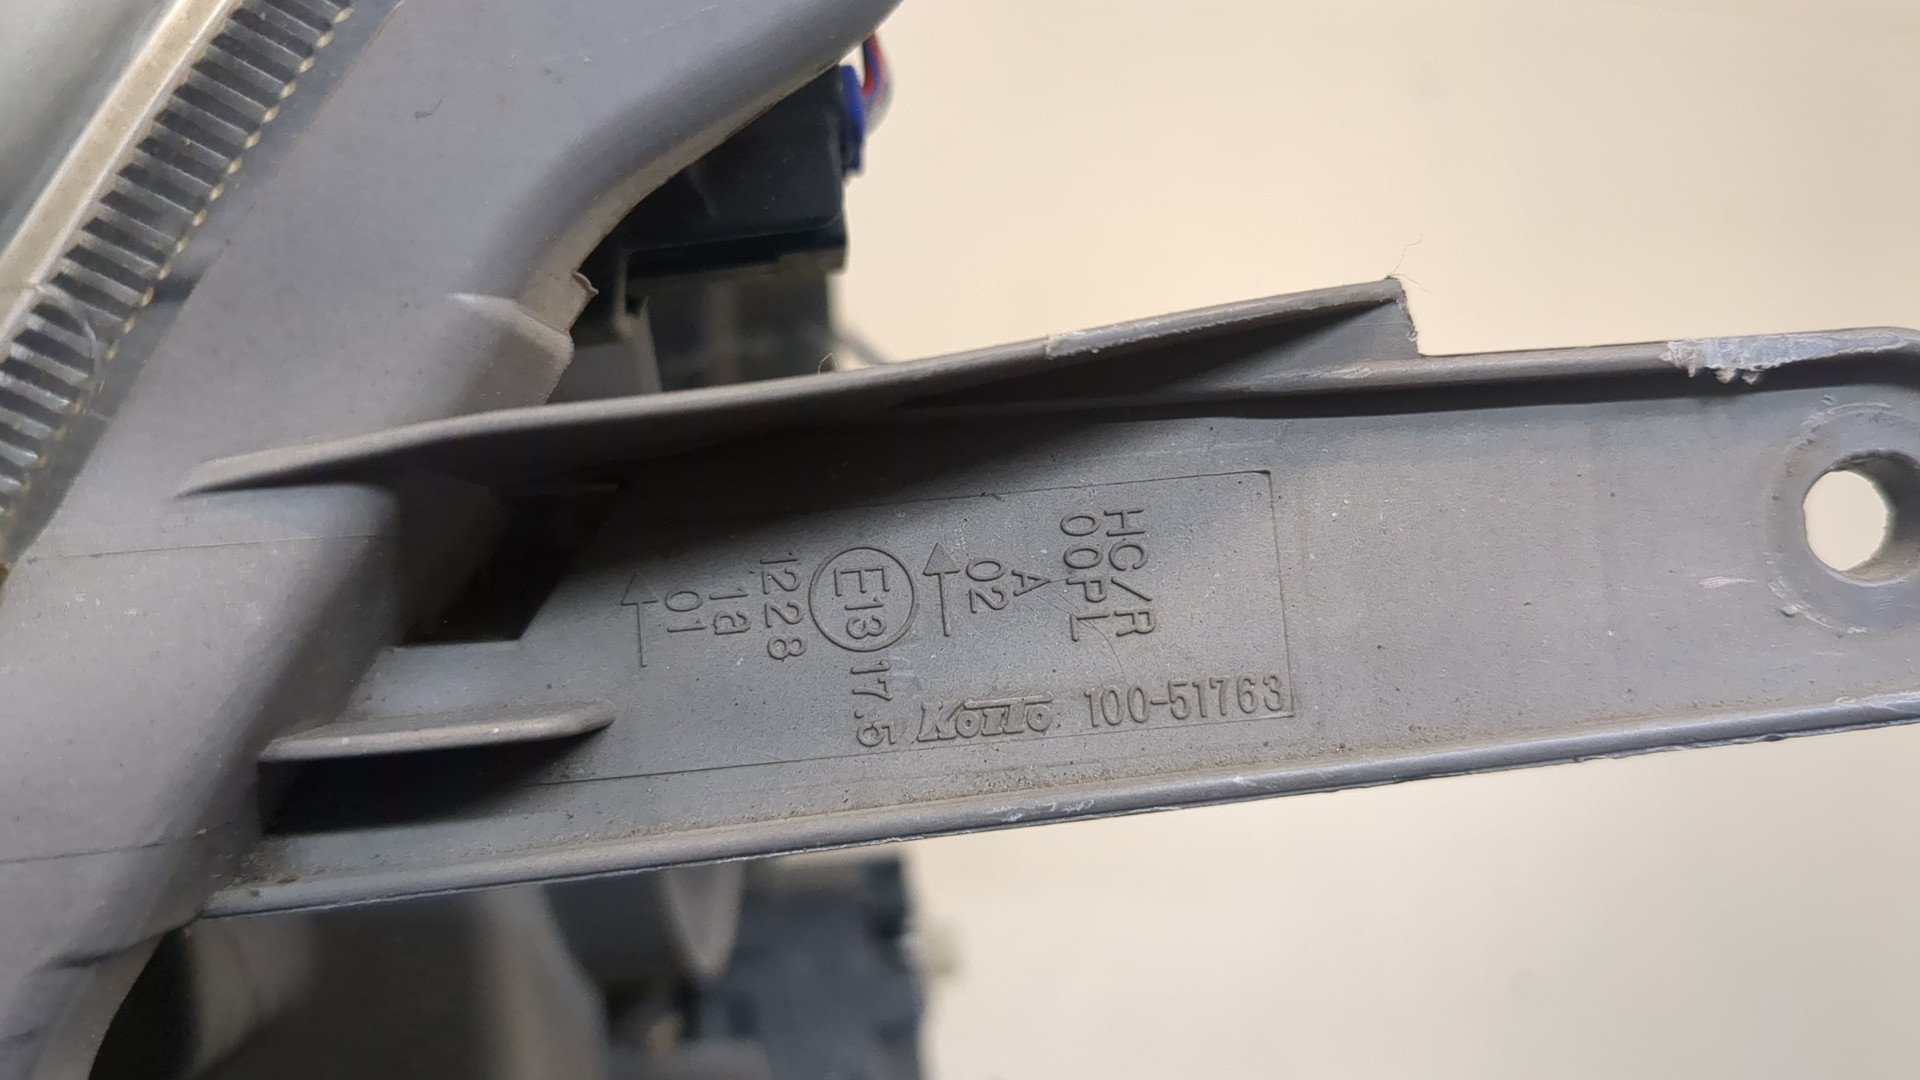 HC/R
00PL
A
02
E13 17.5
1228
1a
01
KOITO 100-51763